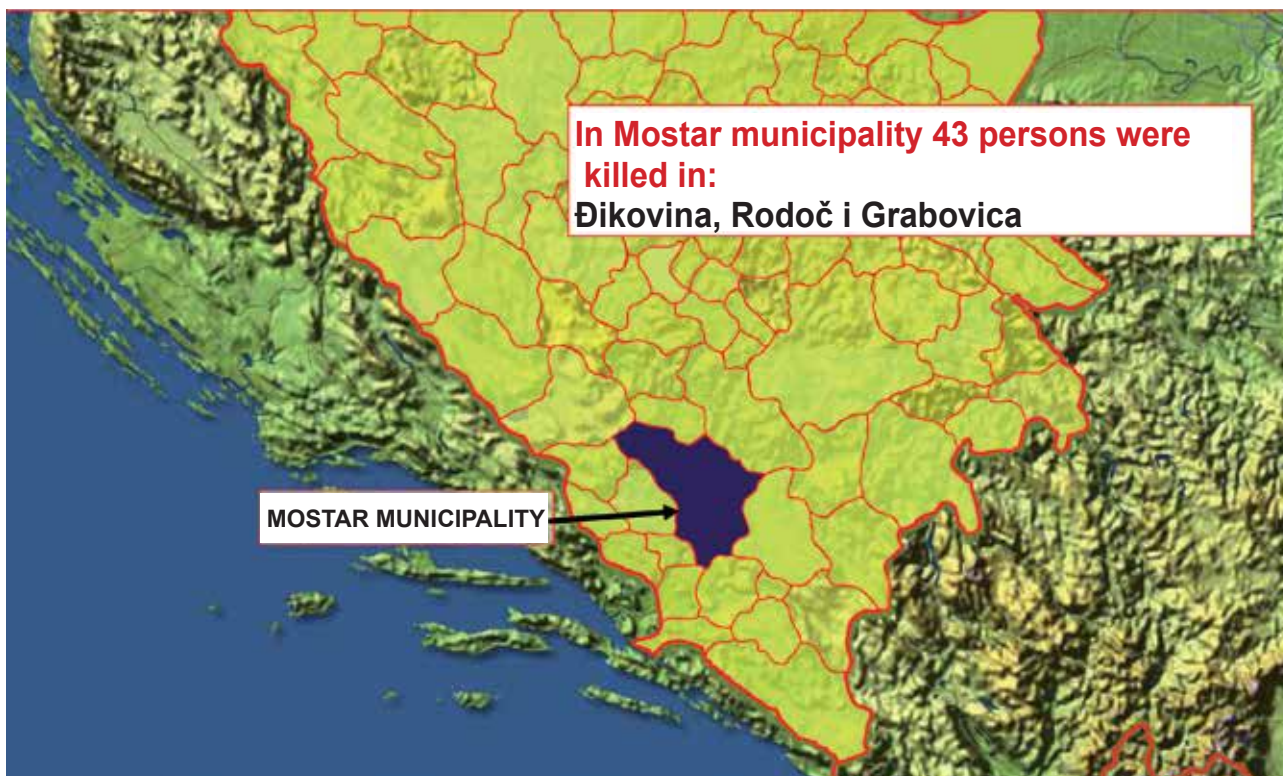 In Mostar municipality 43 persons were
killed in:
Đikovina, Rodoč i Grabovica
MOSTAR MUNICIPALITY